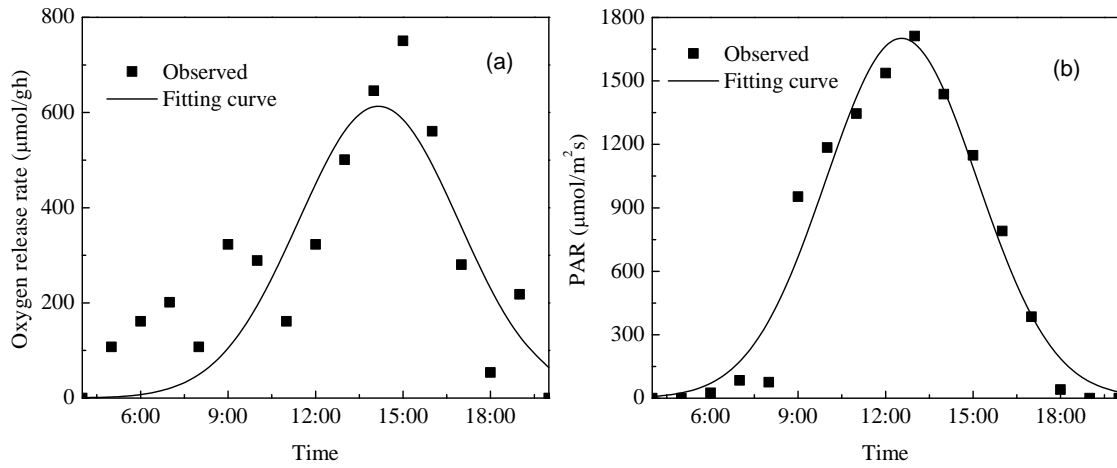 800
600
400
200
0
Oxygen release rate (μmol/gh)
Observed
Fitting curve
(a)
6:00 9:00 12:00 15:00 18:00
Time
1800
1500
1200
900
600
300
0
PAR (μmol/m²s)
Observed
Fitting curve
(b)
6:00 9:00 12:00 15:00 18:00
Time